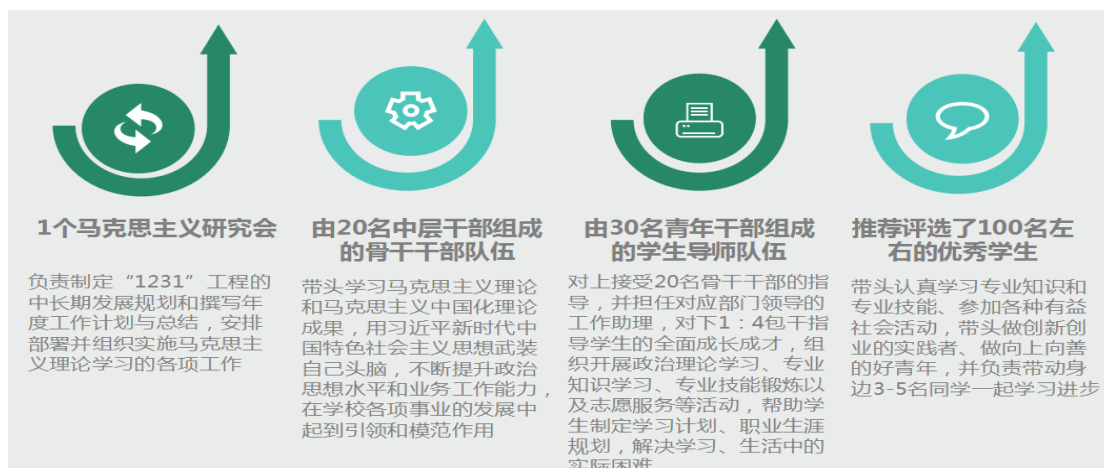 1个马克思主义研究会
负责制定“1231”工程的
中长期发展规划和撰写年
度工作计划与总结，安排
部署并组织实施马克思主
义理论学习的各项工作
由20名中层干部组成
的骨干干部队伍
带头学习马克思主义理论
和马克思主义中国化理论
成果，用习近平新时代中
国特色社会主义思想武装
自己头脑，不断提升政治
思想水平和业务工作能力，
在学校各项事业的发展中
起到引领和模范作用
由30名青年干部组成
的学生导师队伍
对上接受20名骨干干部的指
导，并担任对应部门领导的
工作助理，对下1：4包干指
导学生的全面成长成才，组
织开展政治理论学习、专业
知识学习、专业技能锻炼以
及志愿服务等活动，帮助学
生制定学习计划、职业生涯
规划，解决学习、生活中的
实际困难
推荐评选了100名左
右的优秀学生
带头认真学习专业知识和
专业技能、参加各种有益
社会活动，带头做创新创
业的实践者、做向上向善
的好青年，并负责带动身
边3-5名同学一起学习进步